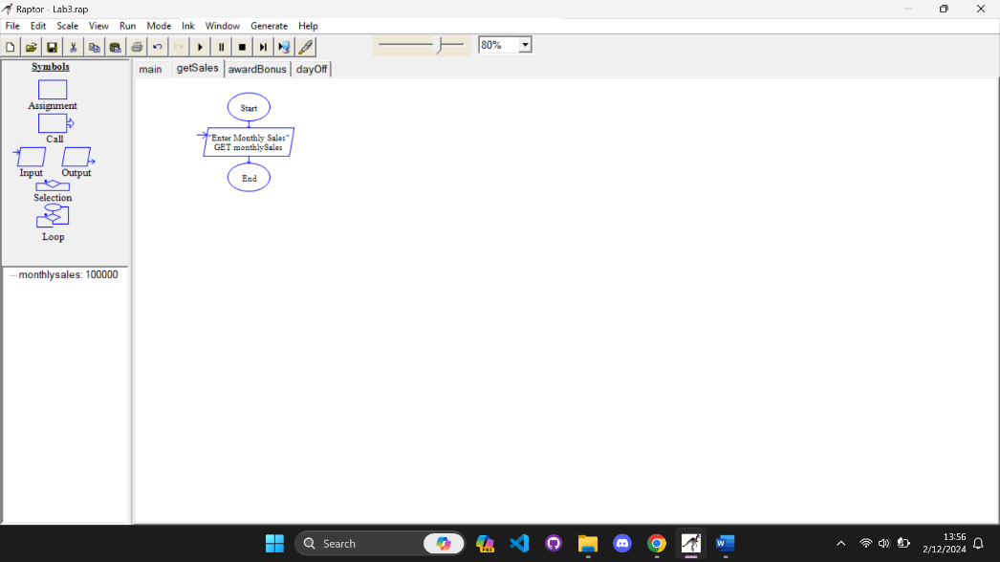 Raptor - Lab3.rap
File Edit Scale View Run Mode Ink Window Generate Help
80%
Symbols
Assignment
Call
Input Output
Selection
Loop
monthlysales: 100000
main getSales awardBonus dayOff
Start
"Enter Monthly Sales"
GET monthlySales
End
Search
PRE
W
13:56
2/12/2024